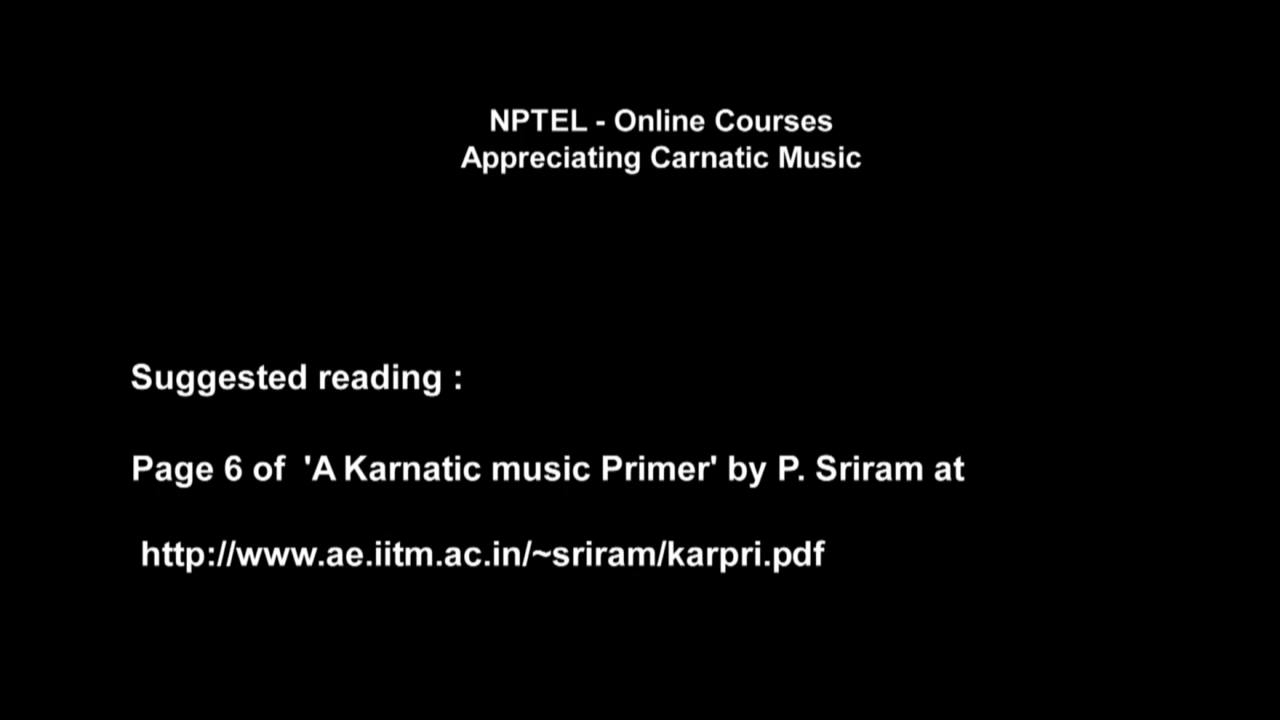 NPTEL - Online Courses
Appreciating Carnatic Music
Suggested reading :
Page 6 of 'A Karnatic music Primer' by P. Sriram at
http://www.ae.iitm.ac.in/~sriram/karpri.pdf